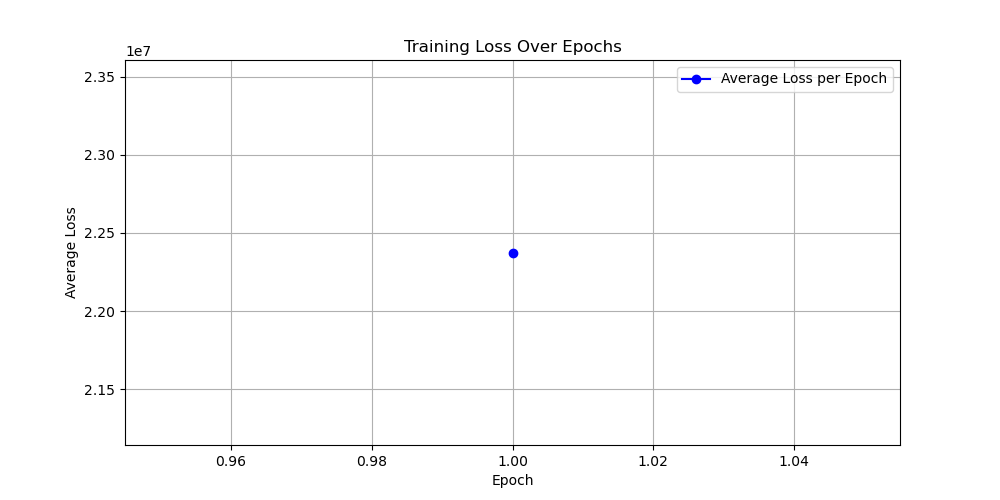 Training Loss Over Epochs
1e7
Average Loss per Epoch
2.35
2.30
2.25
2.20
2.15
Average Loss
0.96 0.98 1.00 1.02 1.04
Epoch